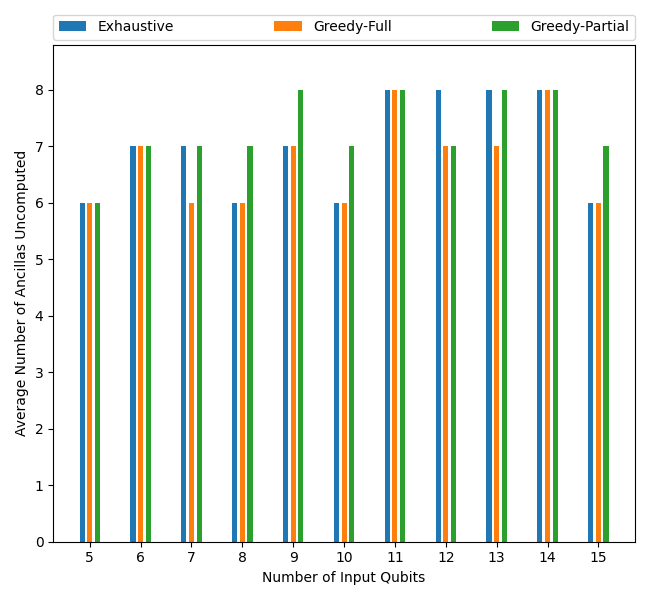 Exhaustive Greedy-Full Greedy-Partial
Average Number of Ancillas Uncomputed
8
7
6
5
4
3
2
1
0
5 6 7 8 9 10 11 12 13 14 15
Number of Input Qubits